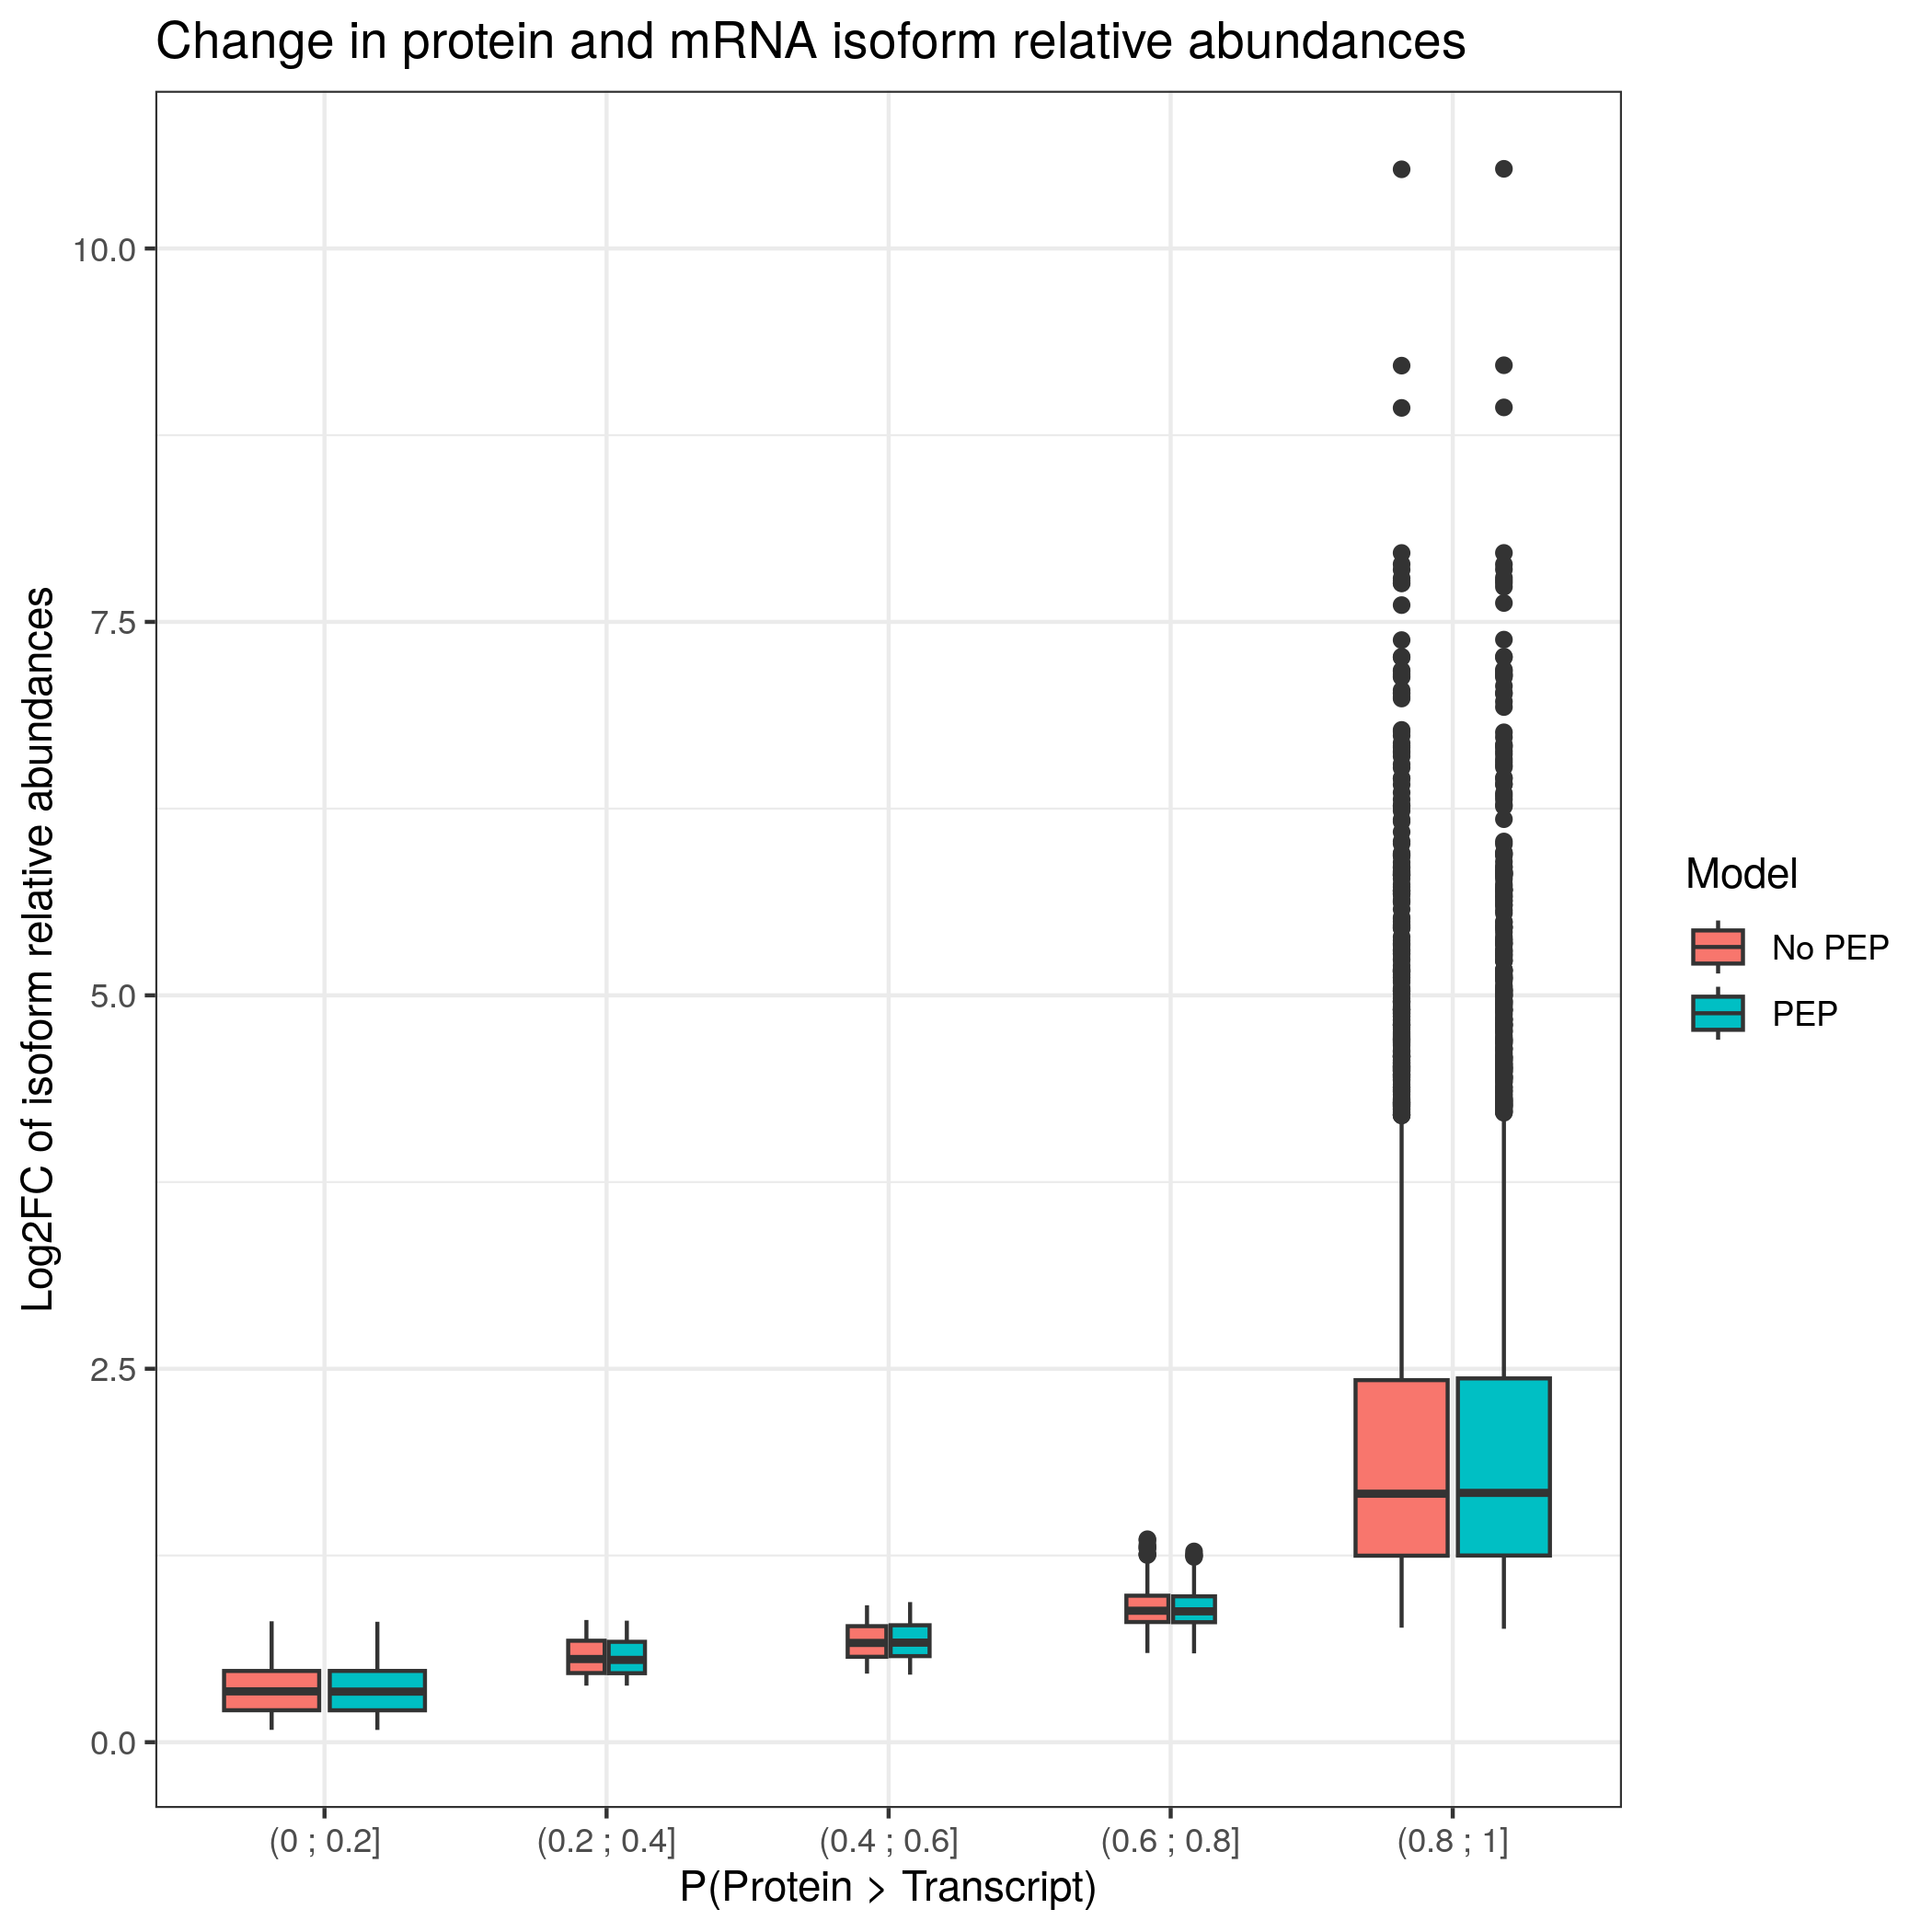 Change in protein and mRNA isoform relative abundances
Log2FC of isoform relative abundances
10.0
7.5
5.0
2.5
0.0
(0 ; 0.2]
(0.2 ; 0.4]
(0.4 ; 0.6]
(0.6 ; 0.8]
(0.8 ; 1]
P(Protein > Transcript)
Model
No PEP
PEP